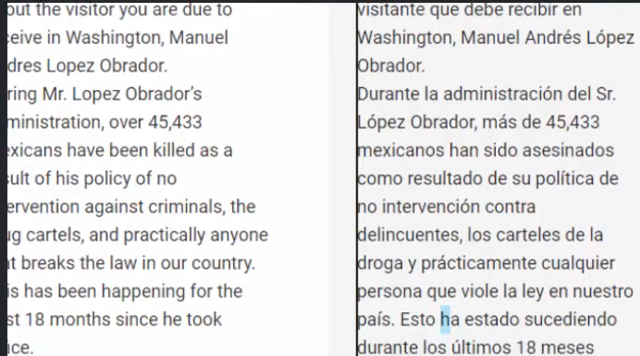 out the visitor you are due to
ceive in Washington, Manuel
dres Lopez Obrador.
ring Mr. Lopez Obrador's
ministration, over 45,433
exicans have been killed as a
sult of his policy of no
ervention against criminals, the
ug cartels, and practically anyone
at breaks the law in our country.
is has been happening for the
st 18 months since he took
ice.
visitante que debe recibir en
Washington, Manuel Andrés López
Obrador.
Durante la administración del Sr.
López Obrador, más de 45,433
mexicanos han sido asesinados
como resultado de su política de
no intervención contra
delincuentes, los carteles de la
droga y prácticamente cualquier
persona que viole la ley en nuestro
país. Esto ha estado sucediendo
durante los últimos 18 meses